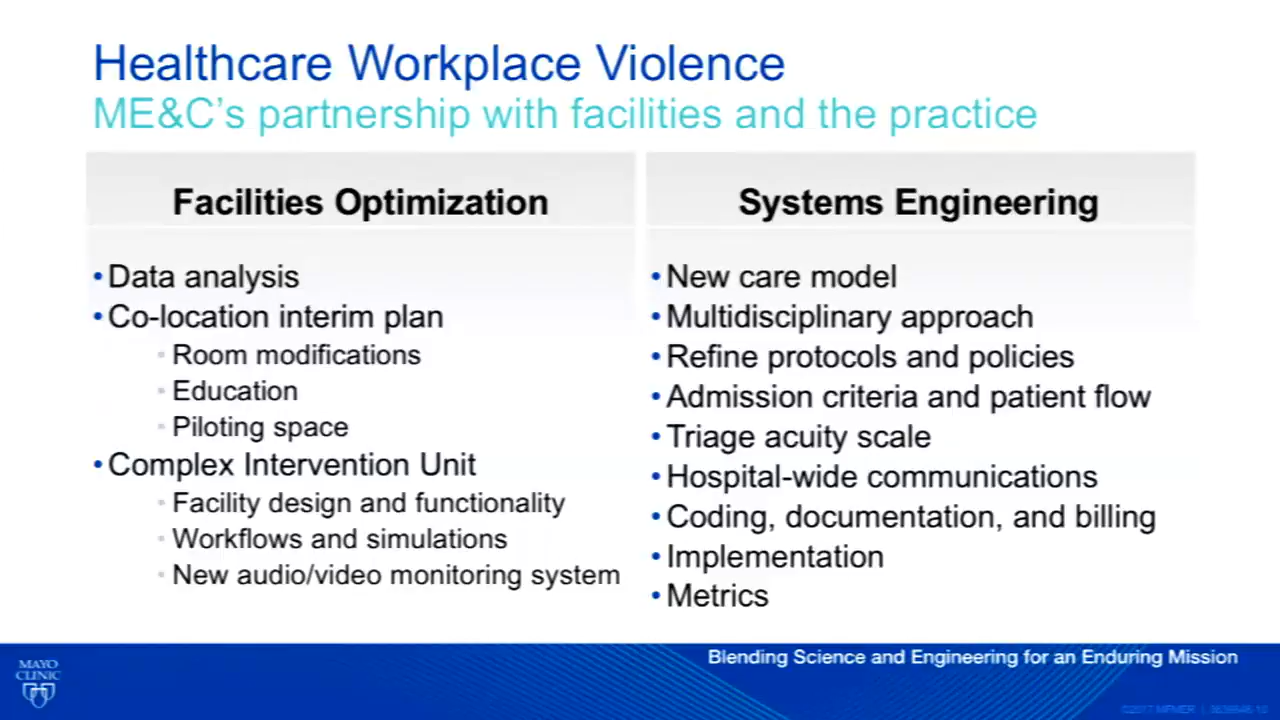 Healthcare Workplace Violence
ME&C's partnership with facilities and the practice
Facilities Optimization
•Data analysis
•Co-location interim plan
Room modifications
Education
Piloting space
•Complex Intervention Unit
Facility design and functionality
Workflows and simulations
New audio/video monitoring system
Systems Engineering
•New care model
•Multidisciplinary approach
•Refine protocols and policies
•Admission criteria and patient flow
•Triage acuity scale
•Hospital-wide communications
•Coding, documentation, and billing
•Implementation
•Metrics
MAYO
CLINIC
Blending Science and Engineering for an Enduring Mission
©2017 MFMER |